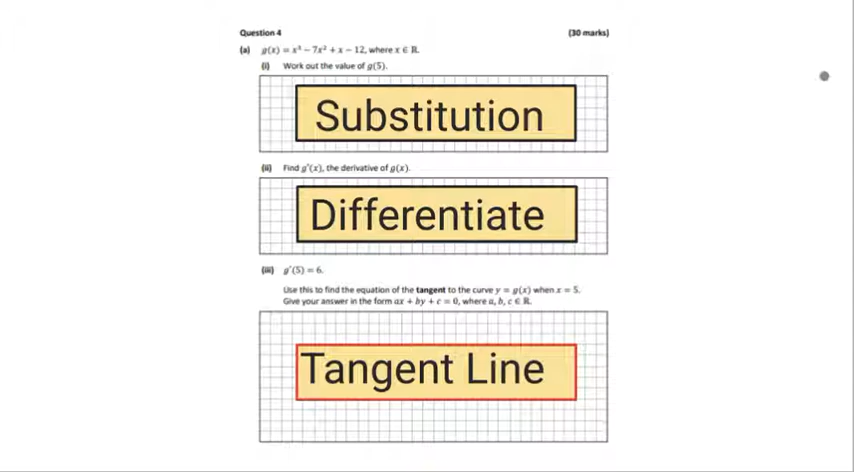 Question 4 (30 marks)
(a) g(x) = x³ − 7x² + x − 12, where x ∈ ℝ.
(i) Work out the value of g(5).
Substitution
(ii) Find g′(x), the derivative of g(x).
Differentiate
(iii) g′(5) = 6.
Use this to find the equation of the tangent to the curve y = g(x) when x = 5.
Give your answer in the form ax + by + c = 0, where a, b, c ∈ ℝ.
Tangent Line